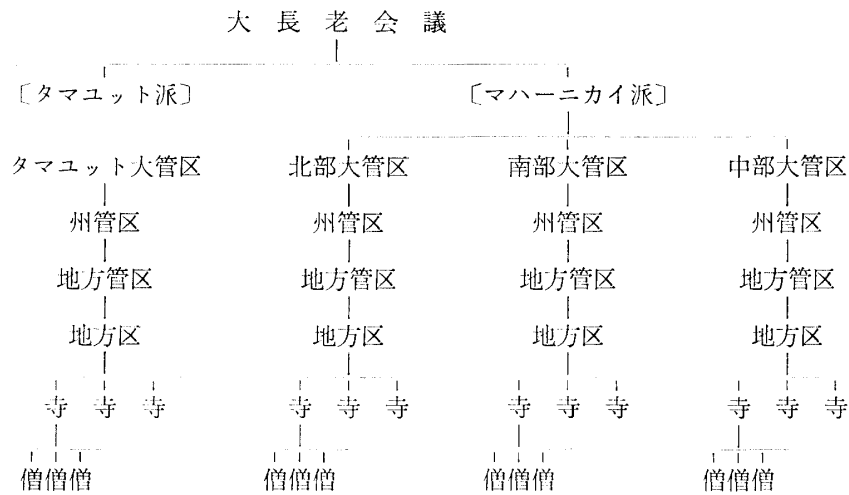 大長老会議
〔タマユット派〕 〔マハーニカイ派〕
タマユット大管区 北部大管区 南部大管区 中部大管区
州管区 州管区 州管区 州管区
地方管区 地方管区 地方管区 地方管区
地方区 地方区 地方区 地方区
寺 寺 寺 寺 寺 寺 寺 寺 寺 寺 寺 寺
僧僧僧 僧僧僧 僧僧僧 僧僧僧